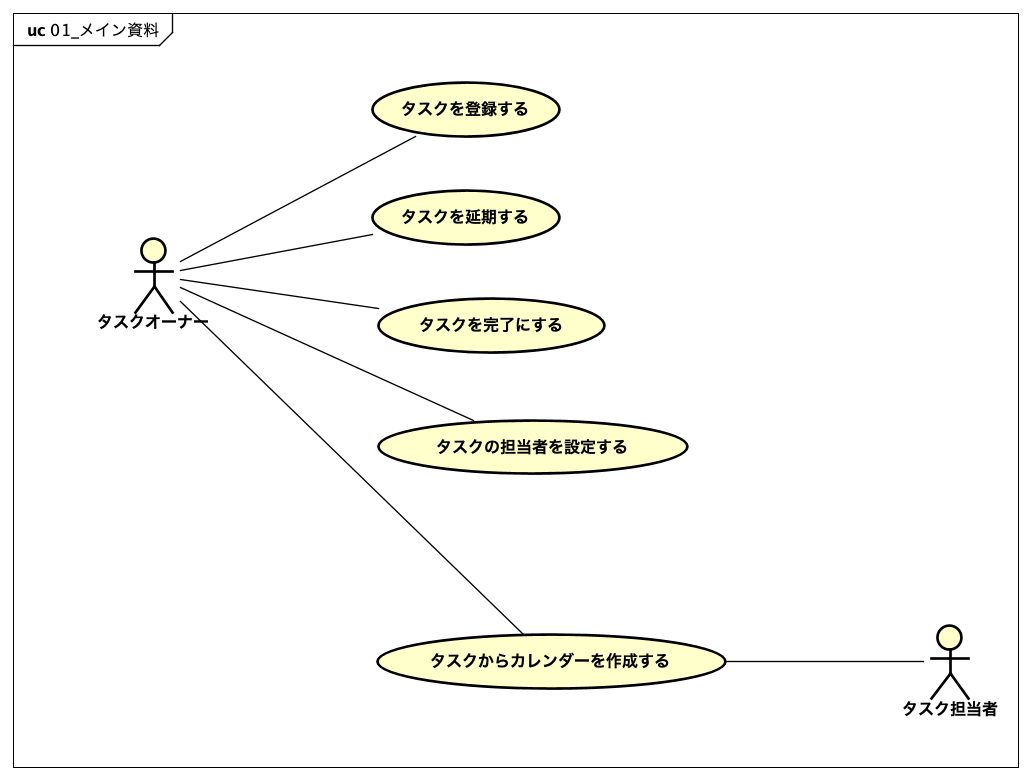 uc 01_メイン資料
タスクを登録する
タスクを延期する
タスクオーナー
タスクを完了にする
タスクの担当者を設定する
タスクからカレンダーを作成する
タスク担当者